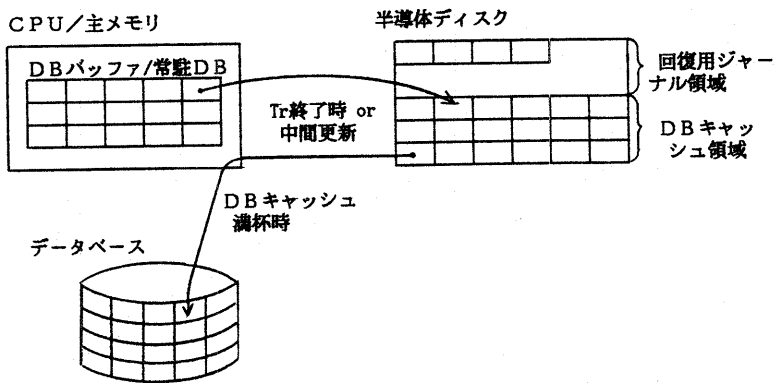 CPU/主メモリ
半導体ディスク
DBバッファ/常駐DB
回復用ジャー
ナル領域
Tr終了時 or
中間更新
DBキャッ
シュ領域
DBキャッシュ
満杯時
データベース